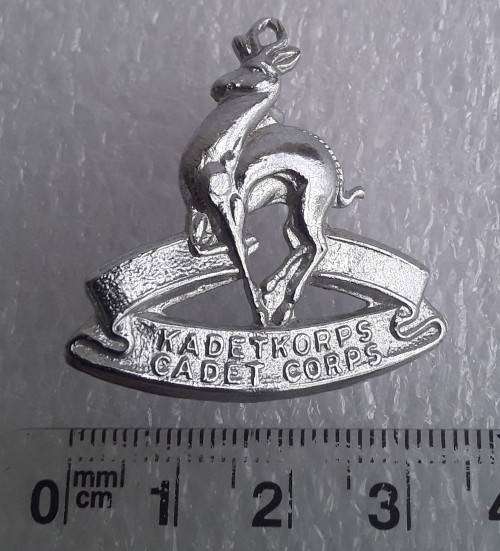 KADETKORPS
CADET CORPS
mm
0 cm 1 2 3 4